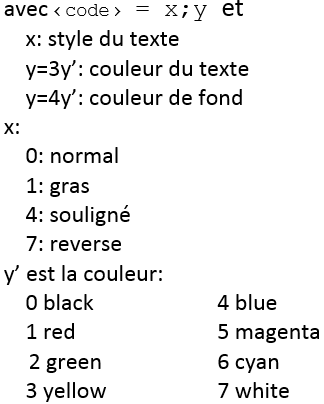 avec <code> = x;y et
x: style du texte
y=3y’: couleur du texte
y=4y’: couleur de fond
x:
0: normal
1: gras
4: souligné
7: reverse
y’ est la couleur:
0 black 4 blue
1 red 5 magenta
2 green 6 cyan
3 yellow 7 white